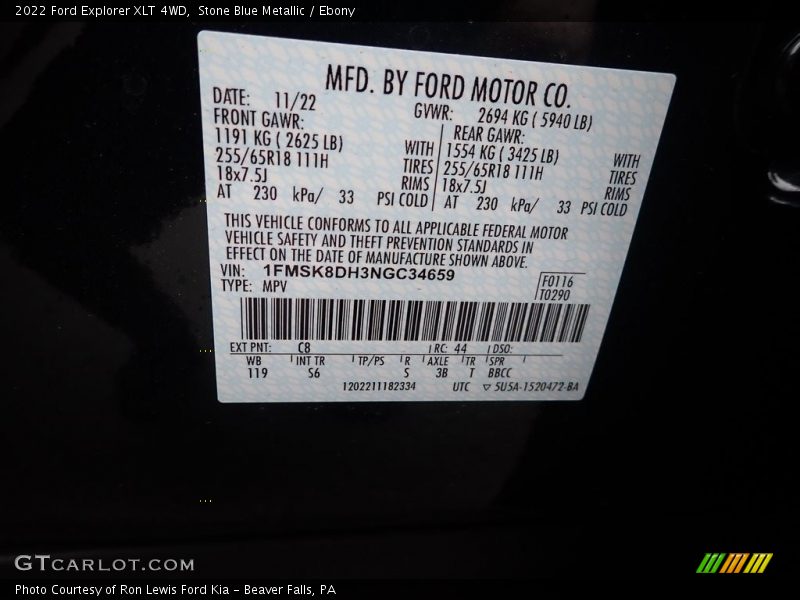 2022 Ford Explorer XLT 4WD,  Stone Blue Metallic / Ebony
MFD. BY FORD MOTOR CO.
DATE: 11/22 GVWR: 2694 KG ( 5940 LB)
FRONT GAWR: REAR GAWR:
1191 KG ( 2625 LB) WITH 1554 KG ( 3425 LB) WITH
255/65R18 111H TIRES 255/65R18 111H TIRES
18x7.5J RIMS 18x7.5J RIMS
AT 230 kPa/ 33 PSI COLD AT 230 kPa/ 33 PSI COLD
THIS VEHICLE CONFORMS TO ALL APPLICABLE FEDERAL MOTOR
VEHICLE SAFETY AND THEFT PREVENTION STANDARDS IN
EFFECT ON THE DATE OF MANUFACTURE SHOWN ABOVE.
VIN: 1FMSK8DH3NGC34659 F0116
TYPE: MPV T0290
EXT PNT: C8 RC: 44 DSO:
WB INT TR TP/PS R AXLE TR SPR
119 S6 S 3B T BBCC
1202211182334 UTC ▽ 5U5A-1520472-BA
GTCARLOT.COM
Photo Courtesy of Ron Lewis Ford Kia - Beaver Falls, PA